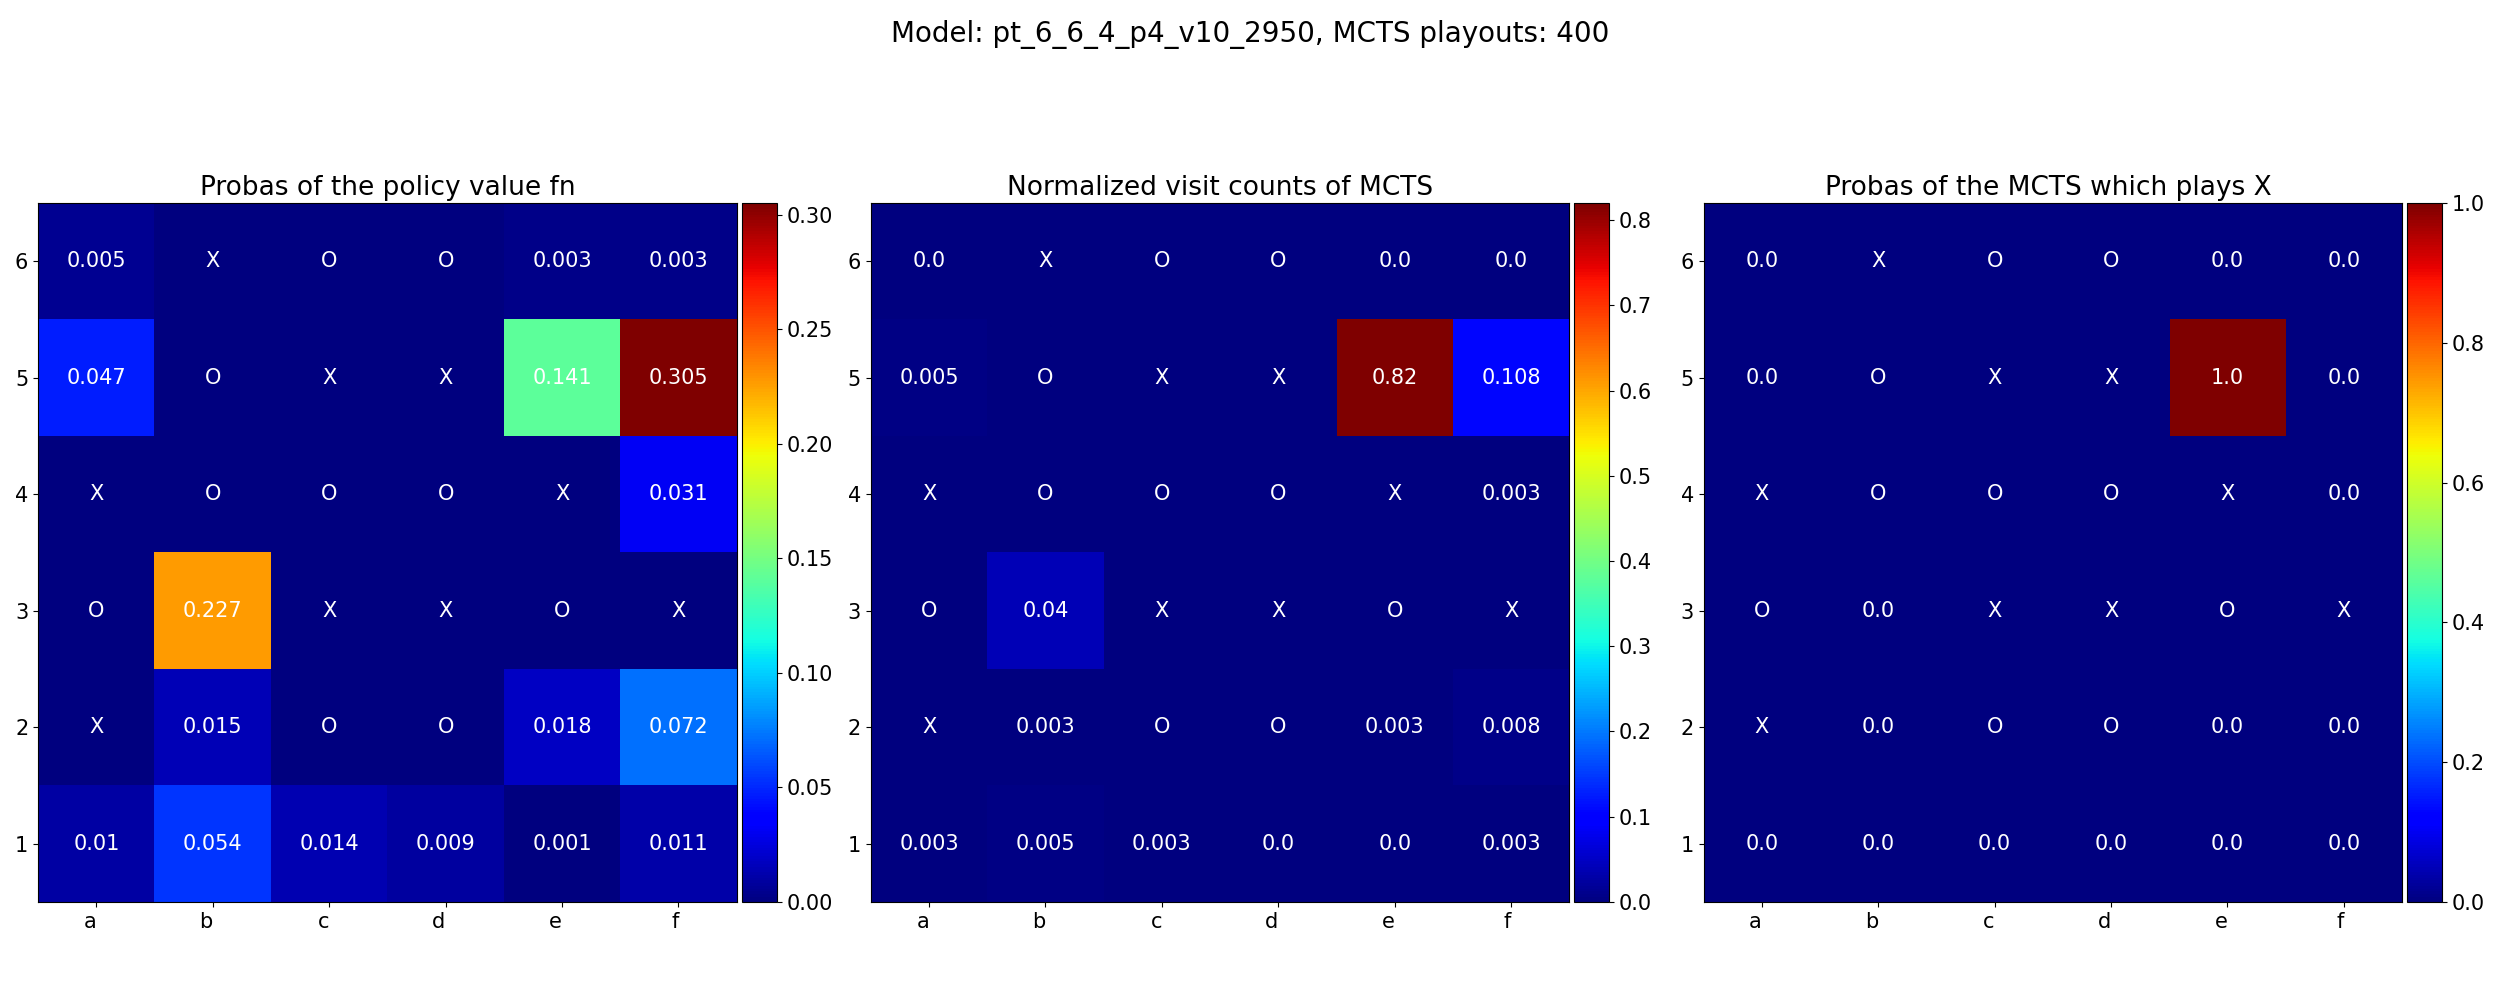 Model: pt_6_6_4_p4_v10_2950, MCTS playouts: 400
Probas of the policy value fn
6 0.005 X O O 0.003 0.003
5 0.047 O X X 0.141 0.305
4 X O O O X 0.031
3 O 0.227 X X O X
2 X 0.015 O O 0.018 0.072
1 0.01 0.054 0.014 0.009 0.001 0.011
a b c d e f
0.30
0.25
0.20
0.15
0.10
0.05
0.00
Normalized visit counts of MCTS
6 0.0 X O O 0.0 0.0
5 0.005 O X X 0.82 0.108
4 X O O O X 0.003
3 O 0.04 X X O X
2 X 0.003 O O 0.003 0.008
1 0.003 0.005 0.003 0.0 0.0 0.003
a b c d e f
0.8
0.7
0.6
0.5
0.4
0.3
0.2
0.1
0.0
Probas of the MCTS which plays X
6 0.0 X O O 0.0 0.0
5 0.0 O X X 1.0 0.0
4 X O O O X 0.0
3 O 0.0 X X O X
2 X 0.0 O O 0.0 0.0
1 0.0 0.0 0.0 0.0 0.0 0.0
a b c d e f
1.0
0.8
0.6
0.4
0.2
0.0